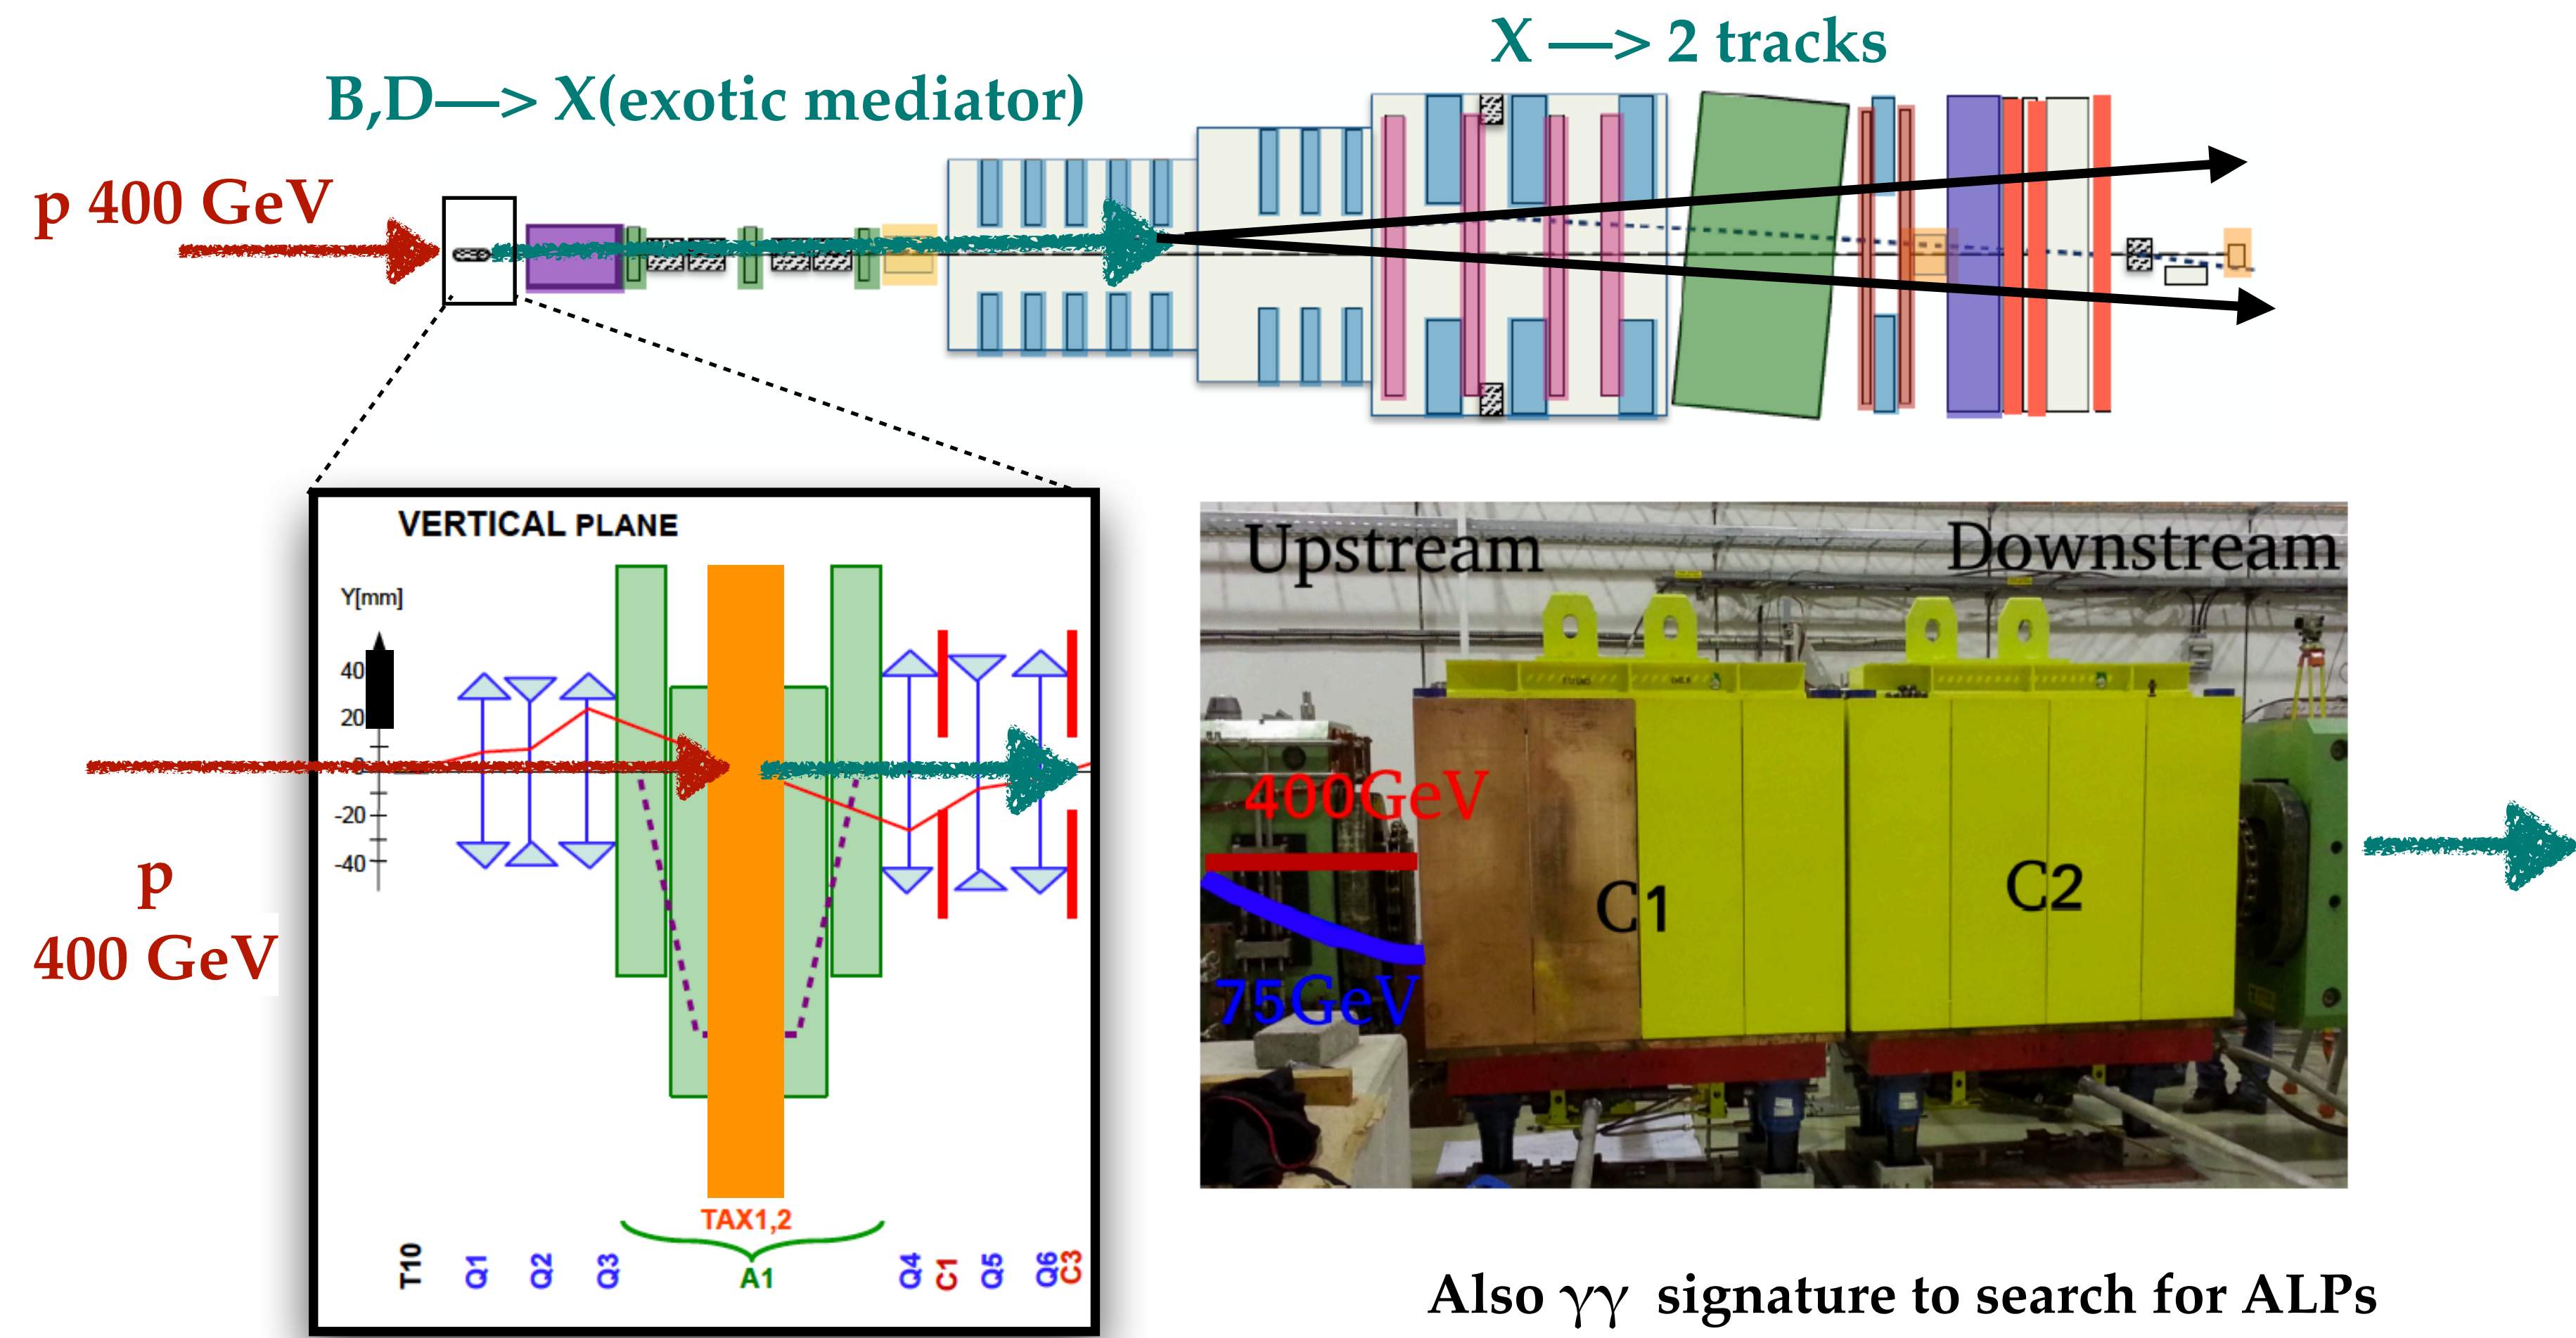 X —> 2 tracks
B,D—> X(exotic mediator)
p 400 GeV
VERTICAL PLANE
Y[mm]
40
20
0
-20
-40
p
400 GeV
TAX1,2
A1
T10
Q1
Q2
Q3
Q4
C1
Q5
Q6
C3
Upstream
Downstream
400GeV
75GeV
C1
C2
Also γγ signature to search for ALPs